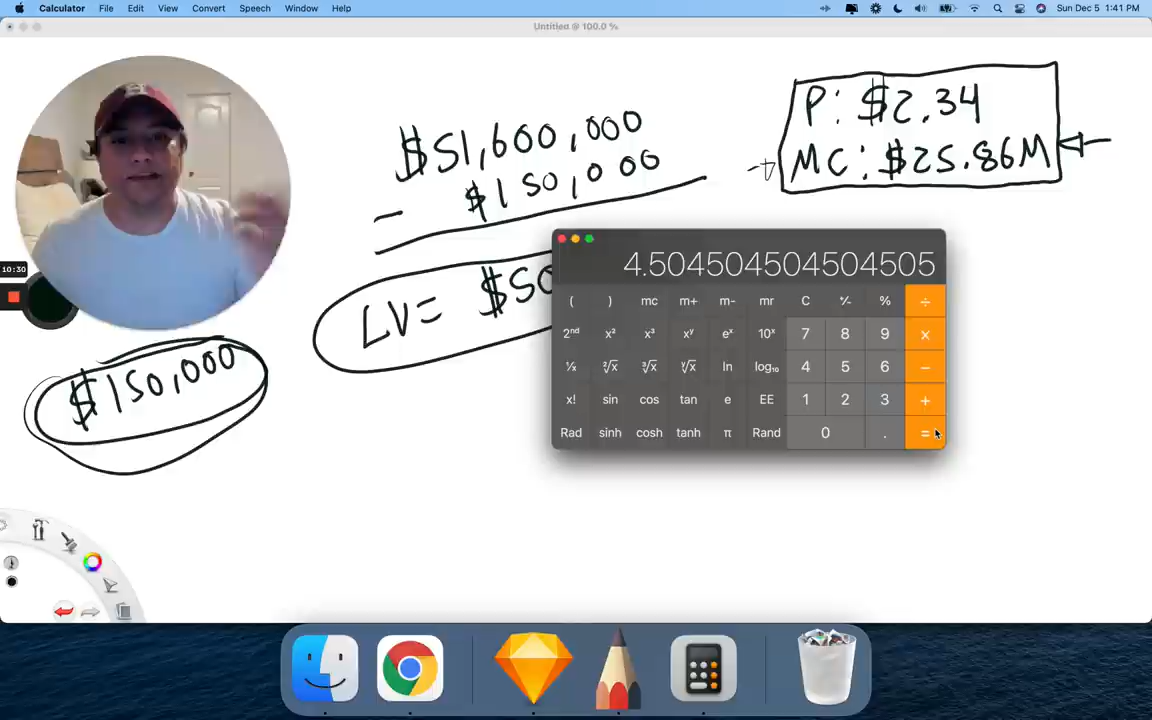 Calculator File Edit View Convert Speech Window Help Sun Dec 5 1:41 PM
Untitled @ 100.0 %
P: $2.34
MC: $25.86M
$51,600,000
- $150,000
LV= $50
10:30
$150,000
4.504504504504505
( ) mc m+ m- mr C +/- % ÷
2nd x² x³ xʸ eˣ 10ˣ 7 8 9 ×
¹/x ²√x ³√x ʸ√x ln log₁₀ 4 5 6 −
x! sin cos tan e EE 1 2 3 +
Rad sinh cosh tanh π Rand 0 . =